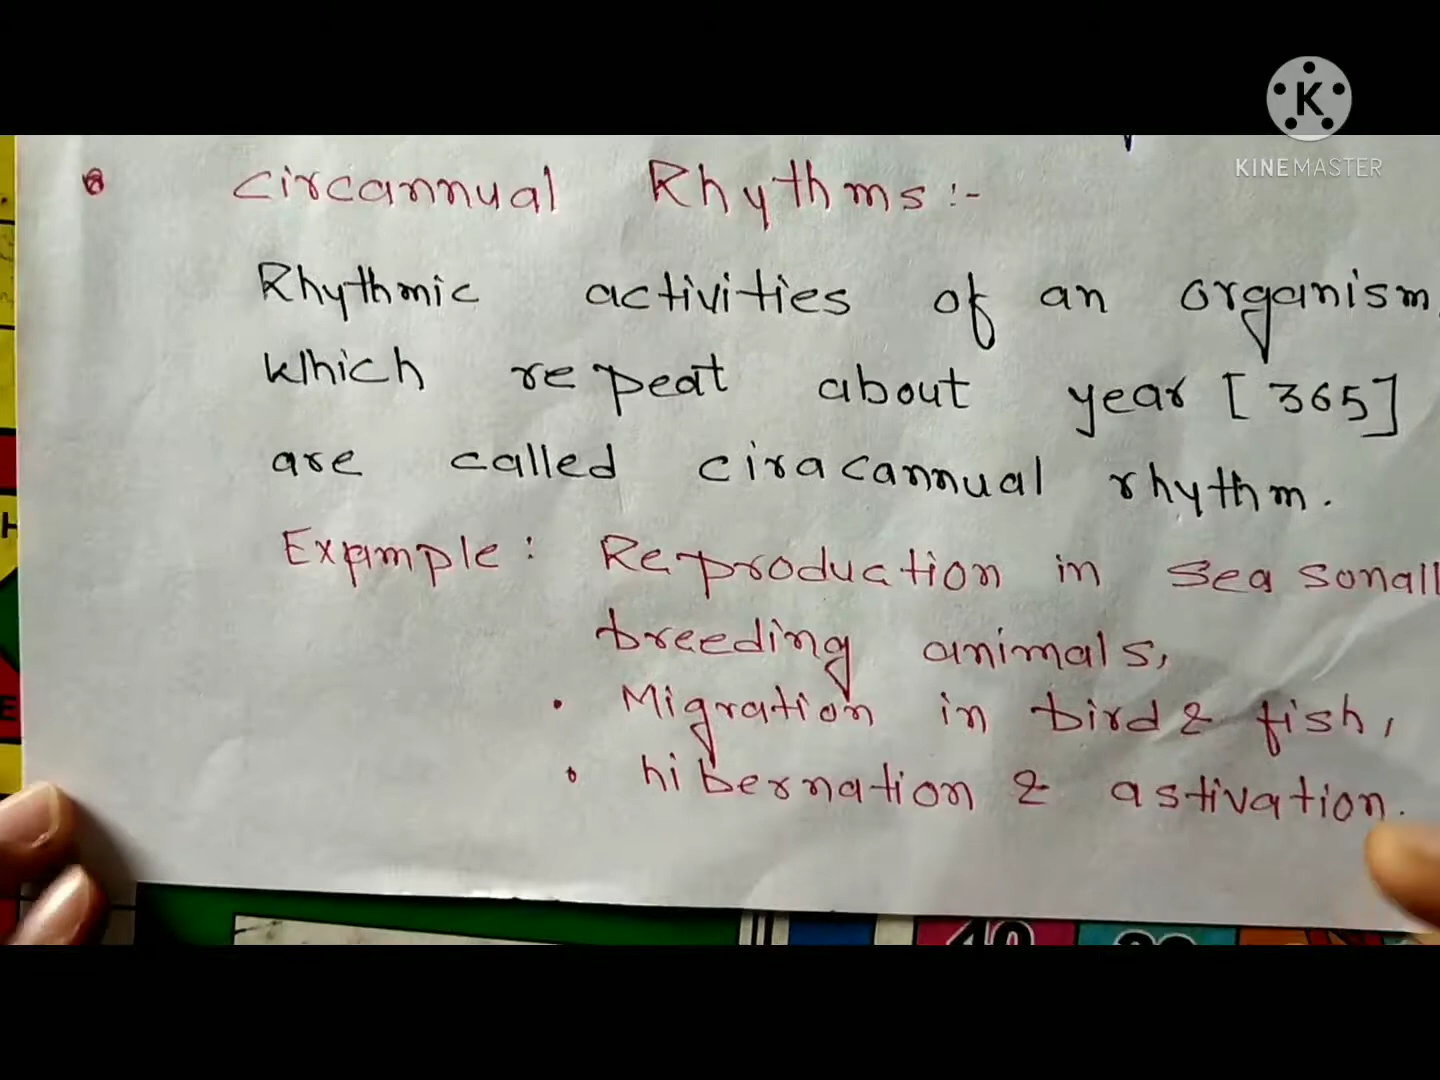 K
KINEMASTER
Circannual Rhythms:-
Rhythmic activities of an organism
which repeat about year [365]
are called ciracannual rhythm.
Example: Reproduction in seasonall
breeding animals,
• Migration in bird & fish,
• hibernation & astivation.
H
E
40